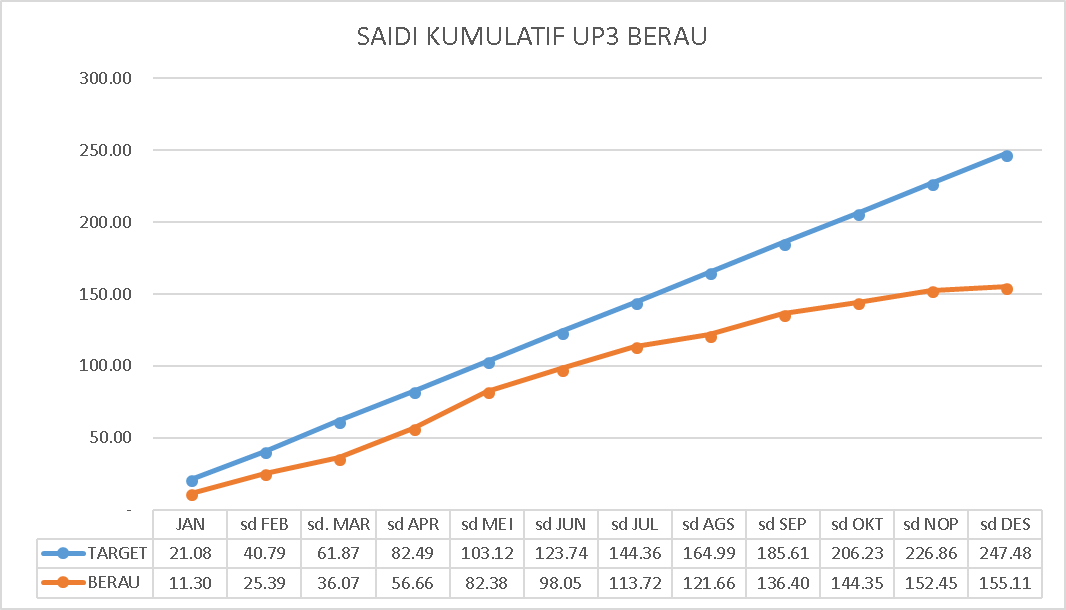 SAIDI KUMULATIF UP3 BERAU
300.00
250.00
200.00
150.00
100.00
50.00
-
JAN sd FEB sd. MAR sd APR sd MEI sd JUN sd JUL sd AGS sd SEP sd OKT sd NOP sd DES
TARGET 21.08 40.79 61.87 82.49 103.12 123.74 144.36 164.99 185.61 206.23 226.86 247.48
BERAU 11.30 25.39 36.07 56.66 82.38 98.05 113.72 121.66 136.40 144.35 152.45 155.11